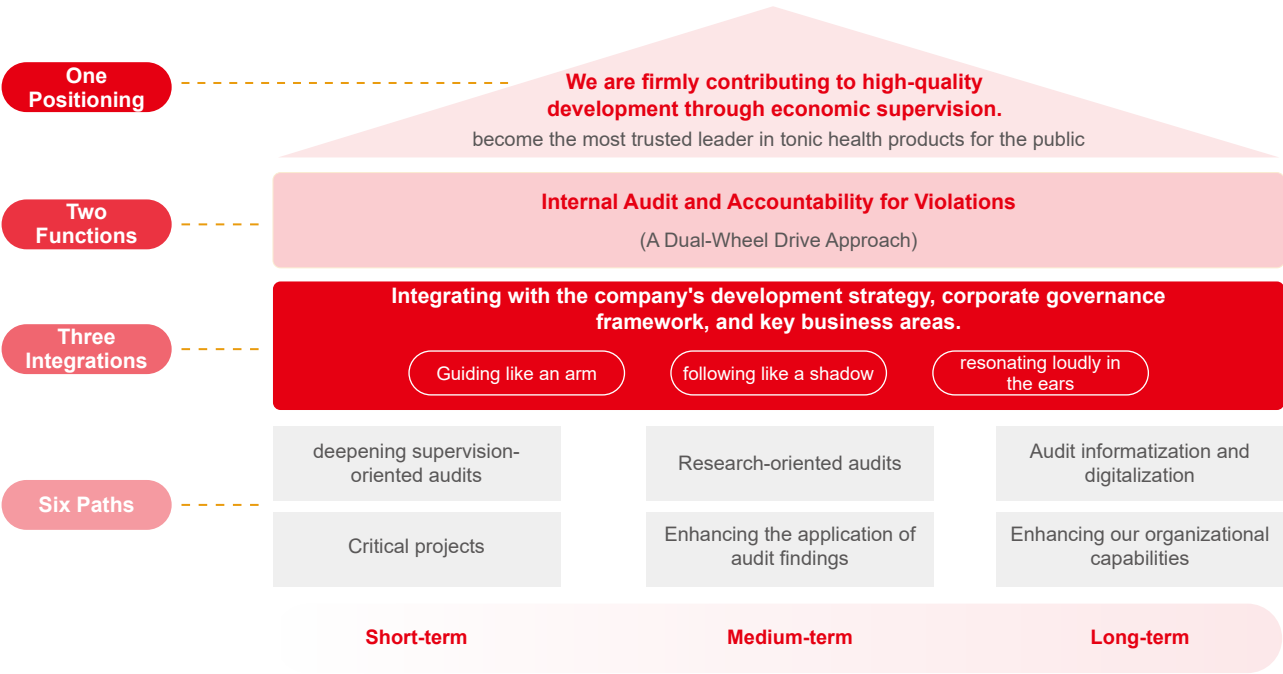 One
Positioning
We are firmly contributing to high-quality
development through economic supervision.
become the most trusted leader in tonic health products for the public
Two
Functions
Internal Audit and Accountability for Violations
(A Dual-Wheel Drive Approach)
Three
Integrations
Integrating with the company's development strategy, corporate governance
framework, and key business areas.
Guiding like an arm
following like a shadow
resonating loudly in
the ears
Six Paths
deepening supervision-
oriented audits
Research-oriented audits
Audit informatization and
digitalization
Critical projects
Enhancing the application of
audit findings
Enhancing our organizational
capabilities
Short-term
Medium-term
Long-term